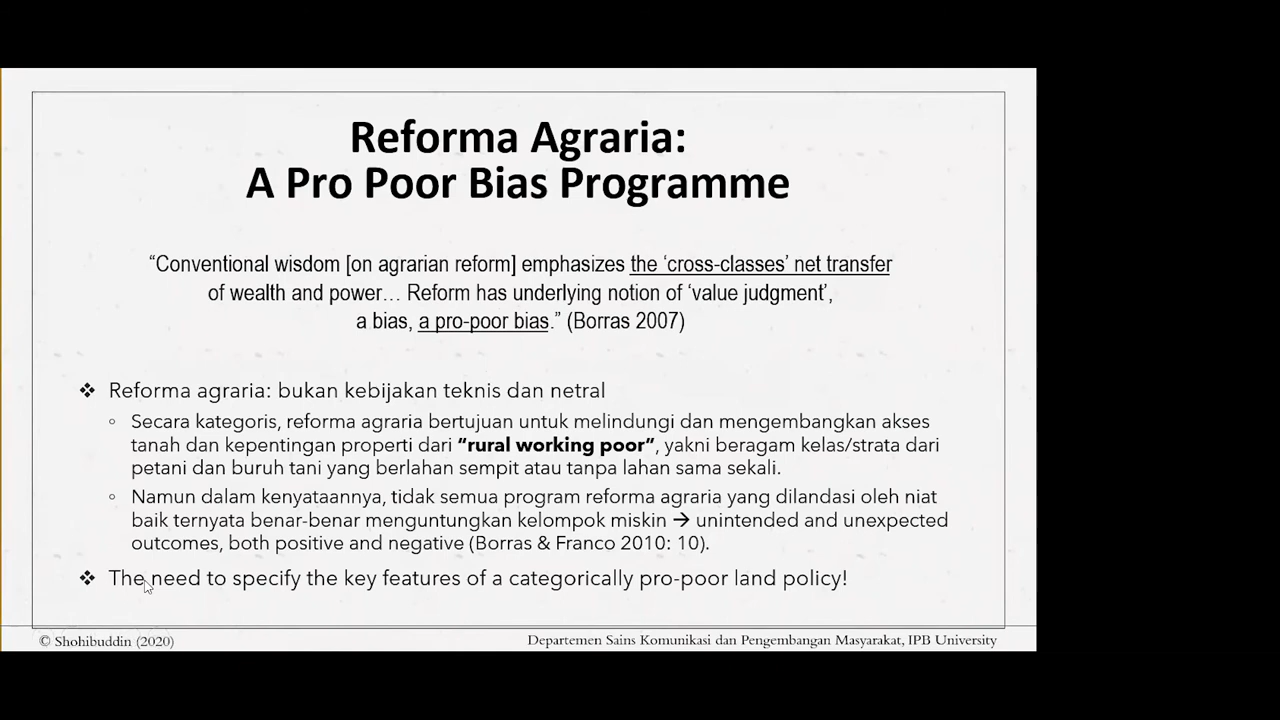 Reforma Agraria:
A Pro Poor Bias Programme
“Conventional wisdom [on agrarian reform] emphasizes the ‘cross-classes’ net transfer
of wealth and power… Reform has underlying notion of ‘value judgment’,
a bias, a pro-poor bias.” (Borras 2007)
❖ Reforma agraria: bukan kebijakan teknis dan netral
◦ Secara kategoris, reforma agraria bertujuan untuk melindungi dan mengembangkan akses
tanah dan kepentingan properti dari “rural working poor”, yakni beragam kelas/strata dari
petani dan buruh tani yang berlahan sempit atau tanpa lahan sama sekali.
◦ Namun dalam kenyataannya, tidak semua program reforma agraria yang dilandasi oleh niat
baik ternyata benar-benar menguntungkan kelompok miskin → unintended and unexpected
outcomes, both positive and negative (Borras & Franco 2010: 10).
❖ The need to specify the key features of a categorically pro-poor land policy!
© Shohibuddin (2020)
Departemen Sains Komunikasi dan Pengembangan Masyarakat, IPB University